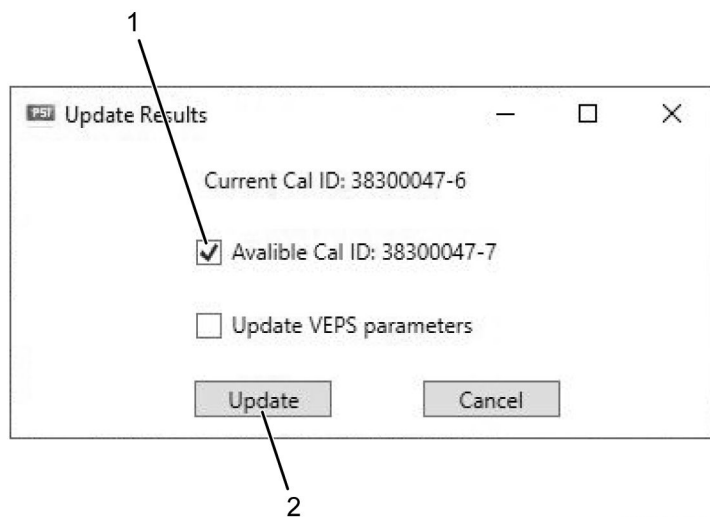 1
PSI Update Results
Current Cal ID: 38300047-6
Avalible Cal ID: 38300047-7
Update VEPS parameters
Update Cancel
2